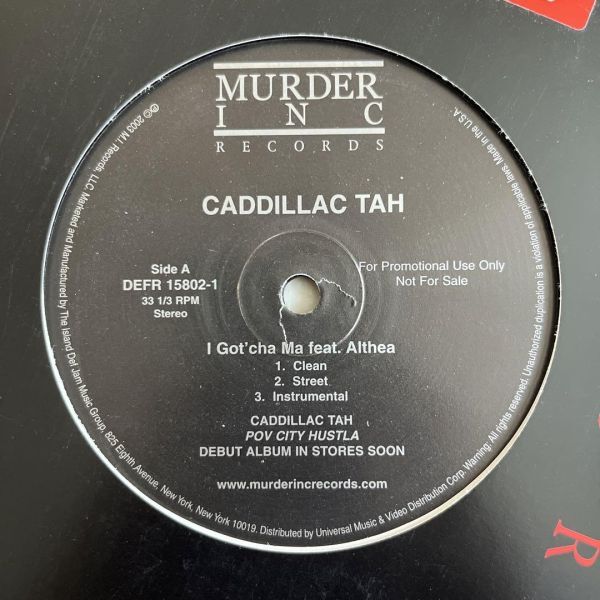 MURDER
INC
RECORDS
CADDILLAC TAH
Side A
DEFR 15802-1
33 1/3 RPM
Stereo
For Promotional Use Only
Not For Sale
I Got'cha Ma feat. Althea
1. Clean
2. Street
3. Instrumental
CADDILLAC TAH
POV CITY HUSTLA
DEBUT ALBUM IN STORES SOON
www.murderincrecords.com
℗© 2003 M.I. Records, LLC. Marketed and Manufactured by The Island Def Jam Music Group, 825 Eighth Avenue, New York, New York 10019. Distributed by Universal Music & Video Distribution Corp. Warning: All rights reserved. Unauthorized duplication is a violation of applicable laws. Made in the U.S.A.
R